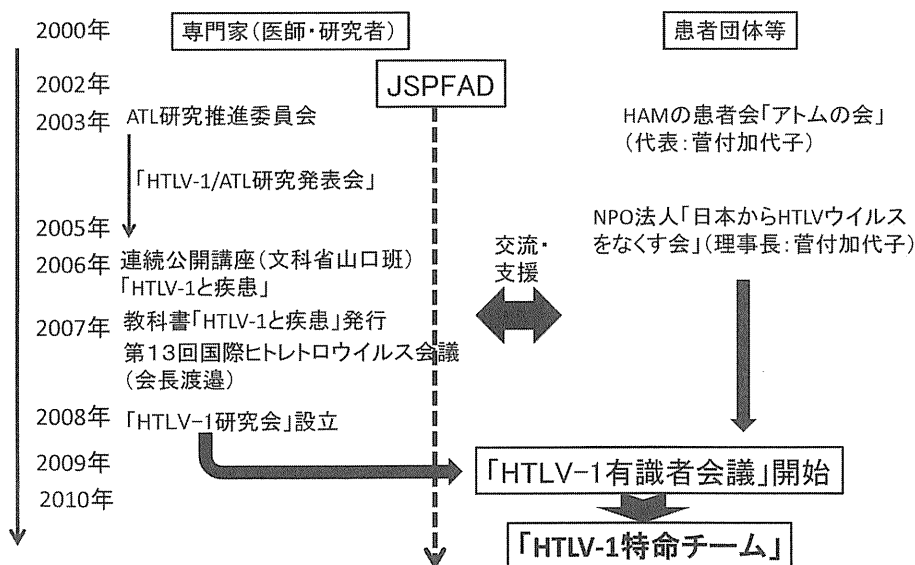 2000年
専門家(医師・研究者)
患者団体等
2002年
JSPFAD
2003年
ATL研究推進委員会
HAMの患者会「アトムの会」
(代表:菅付加代子)
「HTLV-1/ATL研究発表会」
2005年
NPO法人「日本からHTLVウイルス
をなくす会」(理事長:菅付加代子)
2006年
連続公開講座(文科省山口班)
「HTLV-1と疾患」
交流・
支援
2007年
教科書「HTLV-1と疾患」発行
第13回国際ヒトレトロウイルス会議
(会長渡邉)
2008年
「HTLV-1研究会」設立
2009年
「HTLV-1有識者会議」開始
2010年
「HTLV-1特命チーム」